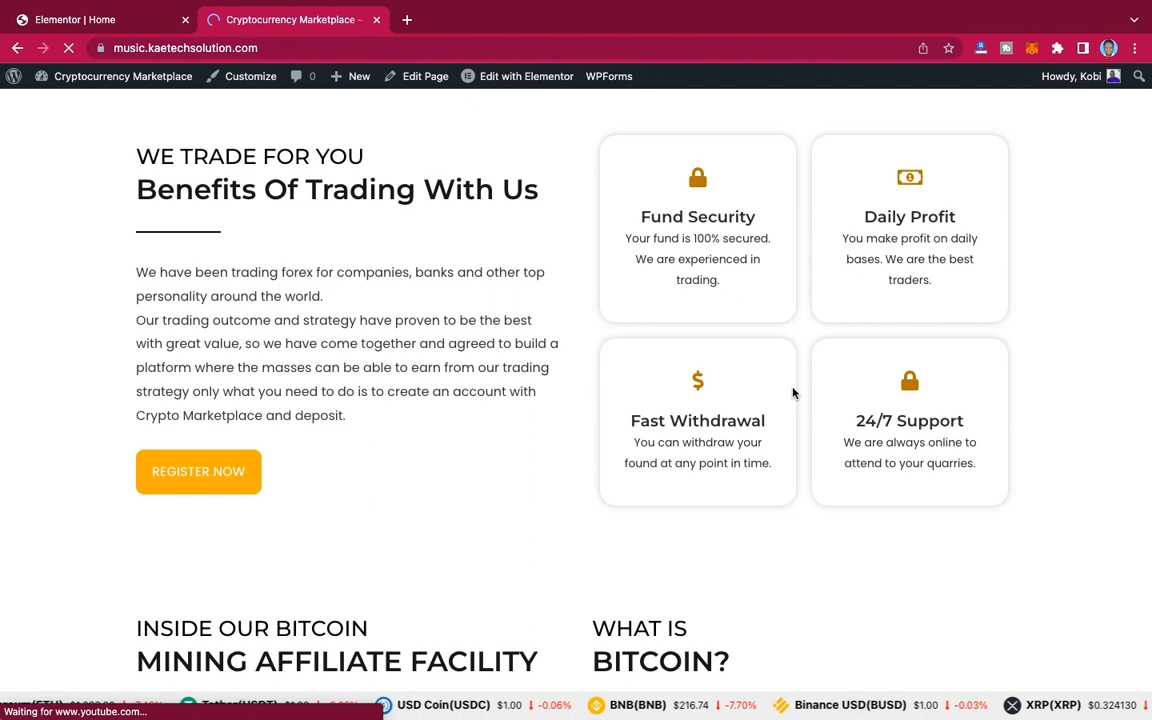 Elementor | Home
Cryptocurrency Marketplace –
music.kaetechsolution.com
Cryptocurrency Marketplace
Customize
0
New
Edit Page
Edit with Elementor
WPForms
Howdy, Kobi
WE TRADE FOR YOU
Benefits Of Trading With Us
We have been trading forex for companies, banks and other top
personality around the world.
Our trading outcome and strategy have proven to be the best
with great value, so we have come together and agreed to build a
platform where the masses can be able to earn from our trading
strategy only what you need to do is to create an account with
Crypto Marketplace and deposit.
REGISTER NOW
Fund Security
Your fund is 100% secured.
We are experienced in
trading.
Daily Profit
You make profit on daily
bases. We are the best
traders.
Fast Withdrawal
You can withdraw your
found at any point in time.
24/7 Support
We are always online to
attend to your quarries.
INSIDE OUR BITCOIN
MINING AFFILIATE FACILITY
WHAT IS
BITCOIN?
USD Coin(USDC) $1.00 -0.06% BNB(BNB) $216.74 -7.70% Binance USD(BUSD) $1.00 -0.03% XRP(XRP) $0.324130
Waiting for www.youtube.com...